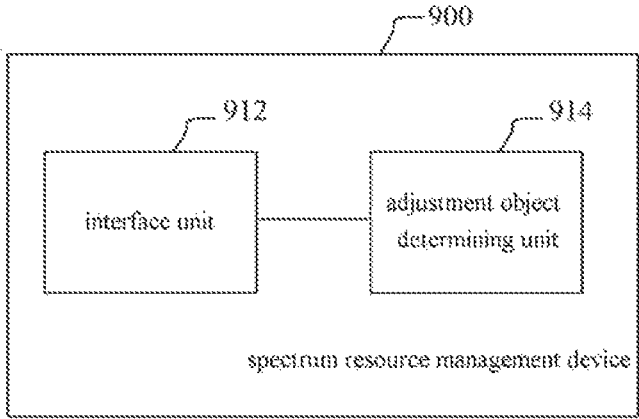 900
912
914
interface unit
adjustment object
determining unit
spectrum resource management device